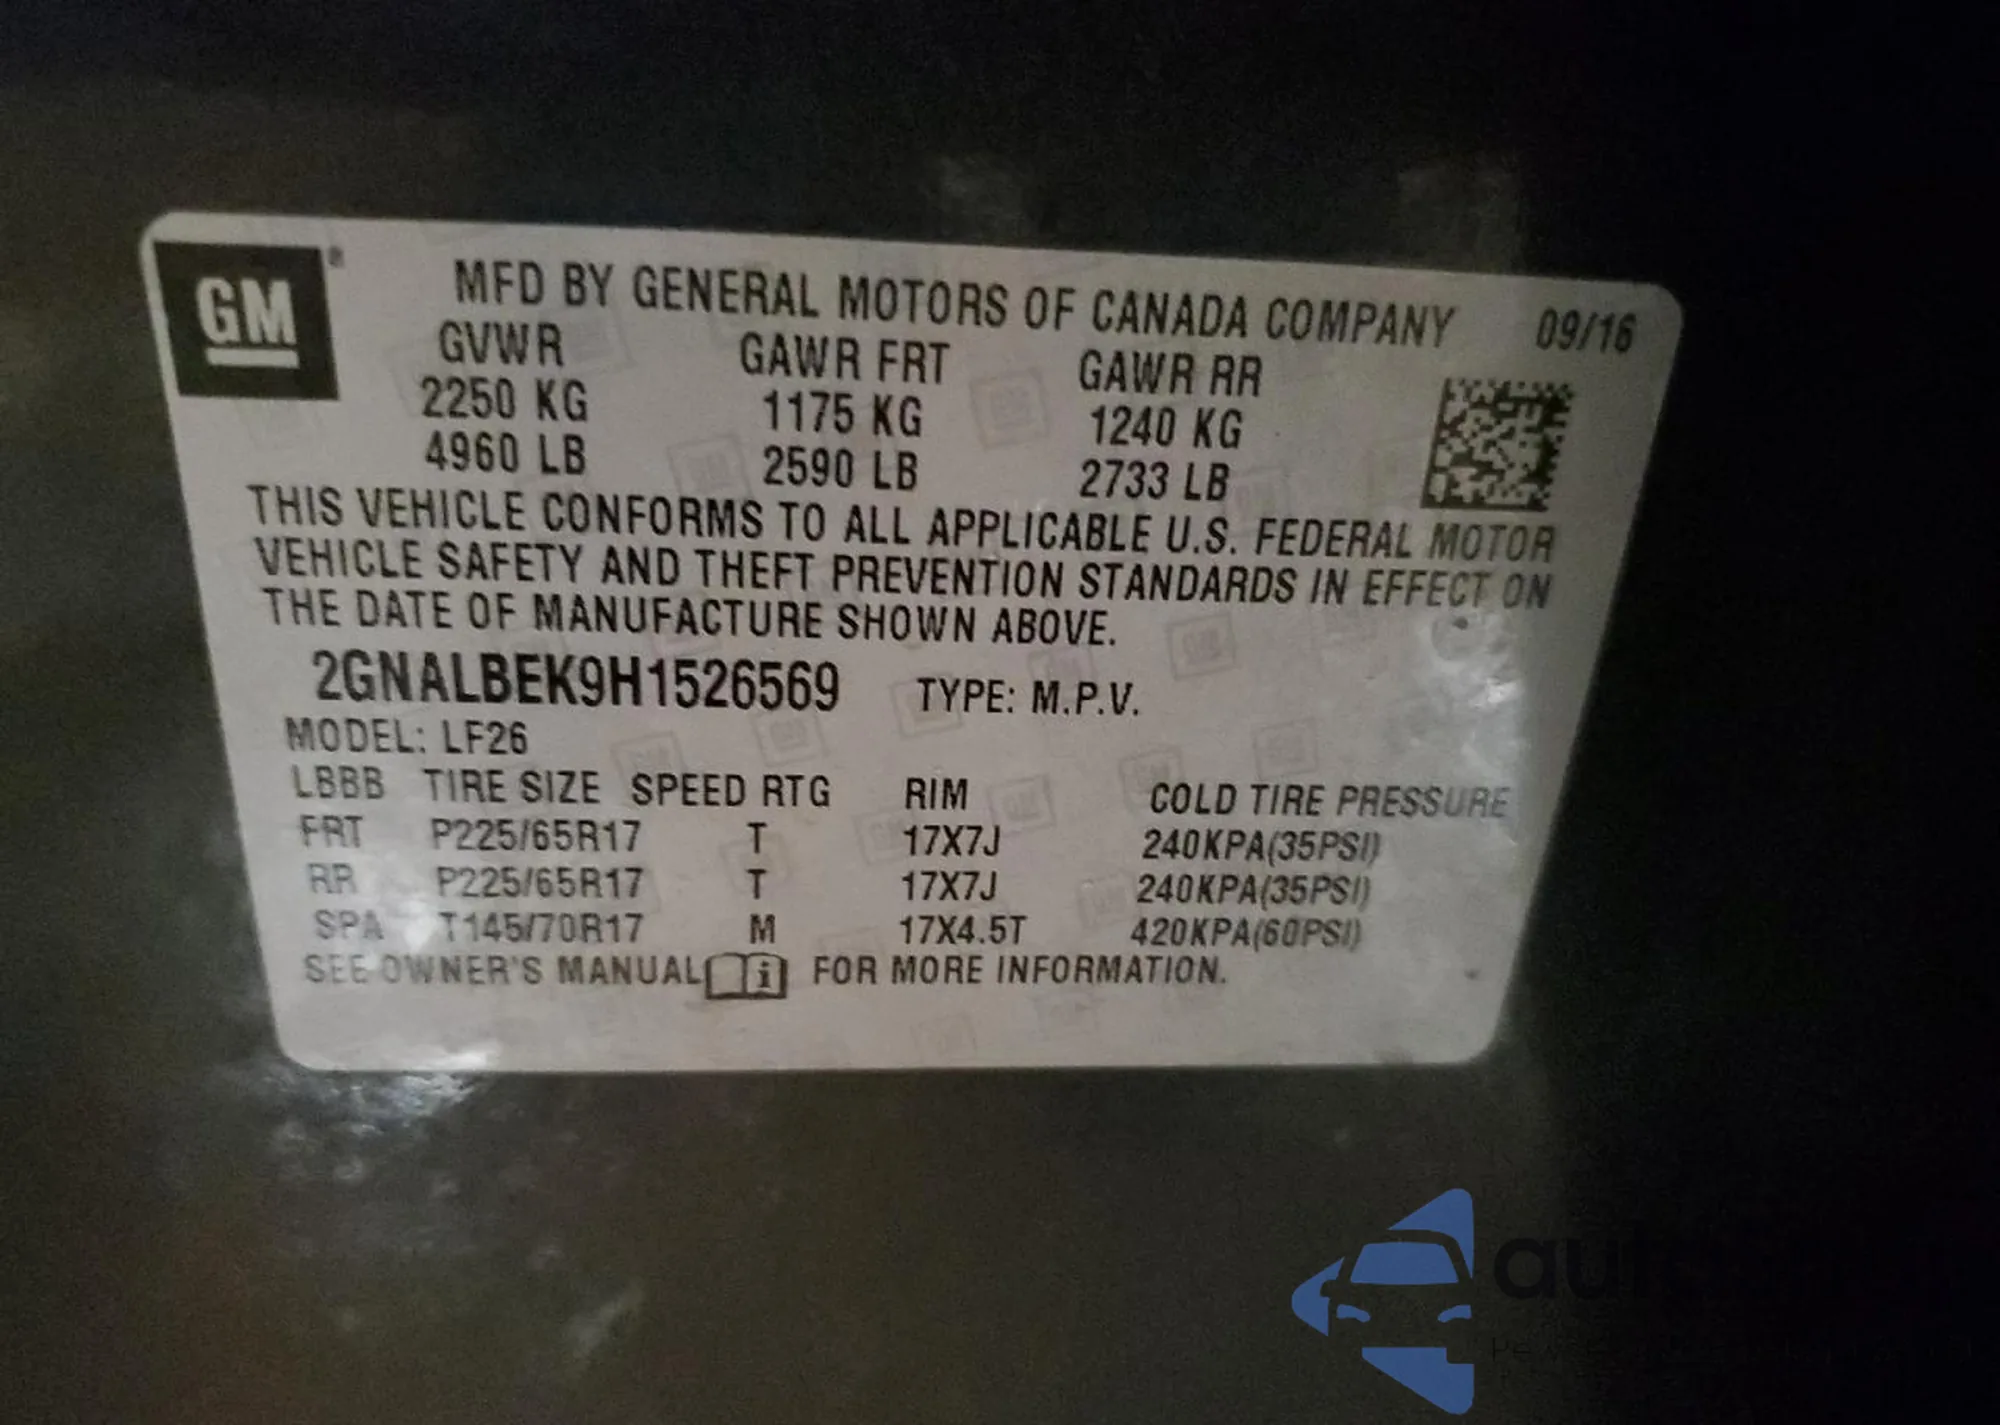 GM®
MFD BY GENERAL MOTORS OF CANADA COMPANY 09/16
GVWR GAWR FRT GAWR RR
2250 KG 1175 KG 1240 KG
4960 LB 2590 LB 2733 LB
THIS VEHICLE CONFORMS TO ALL APPLICABLE U.S. FEDERAL MOTOR
VEHICLE SAFETY AND THEFT PREVENTION STANDARDS IN EFFECT ON
THE DATE OF MANUFACTURE SHOWN ABOVE.
2GNALBEK9H1526569 TYPE: M.P.V.
MODEL: LF26
LBBB TIRE SIZE SPEED RTG RIM COLD TIRE PRESSURE
FRT P225/65R17 T 17X7J 240KPA(35PSI)
RR P225/65R17 T 17X7J 240KPA(35PSI)
SPA T145/70R17 M 17X4.5T 420KPA(60PSI)
SEE OWNER'S MANUAL FOR MORE INFORMATION.